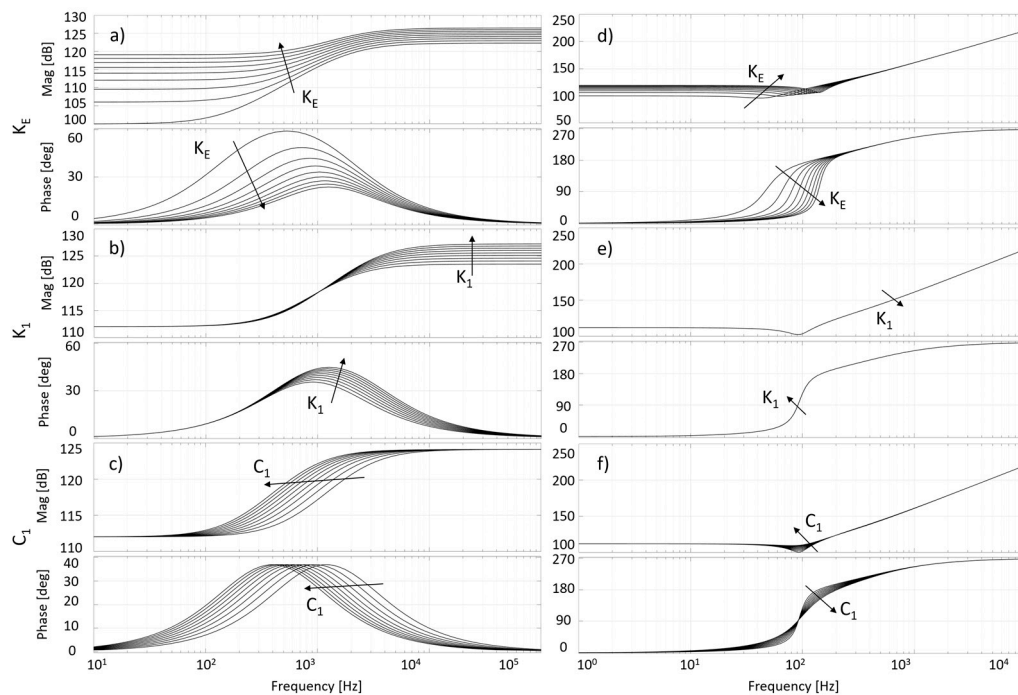 K_E
Mag [dB]
130
125
120
115
110
105
100
a)
K_E
Phase [deg]
60
30
0
K_E
K_1
Mag [dB]
130
120
110
b)
K_1
Phase [deg]
60
30
0
K_1
C_1
Mag [dB]
125
120
110
c)
C_1
Phase [deg]
40
30
20
10
0
C_1
10^1
10^2
10^3
10^4
10^5
Frequency [Hz]
250
200
150
100
50
d)
K_E
270
180
90
0
K_E
250
200
150
100
e)
K_1
270
180
90
0
K_1
250
200
150
100
f)
C_1
270
180
90
0
C_1
10^0
10^1
10^2
10^3
Frequency [Hz]